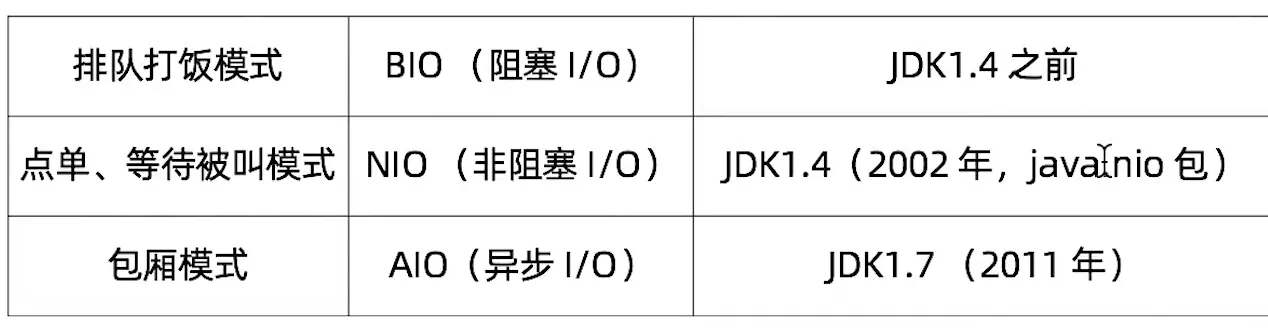 排队打饭模式 BIO （阻塞 I/O） JDK1.4 之前
点单、等待被叫模式 NIO （非阻塞 I/O） JDK1.4（2002 年，java.nio 包）
包厢模式 AIO（异步 I/O） JDK1.7 （2011 年）